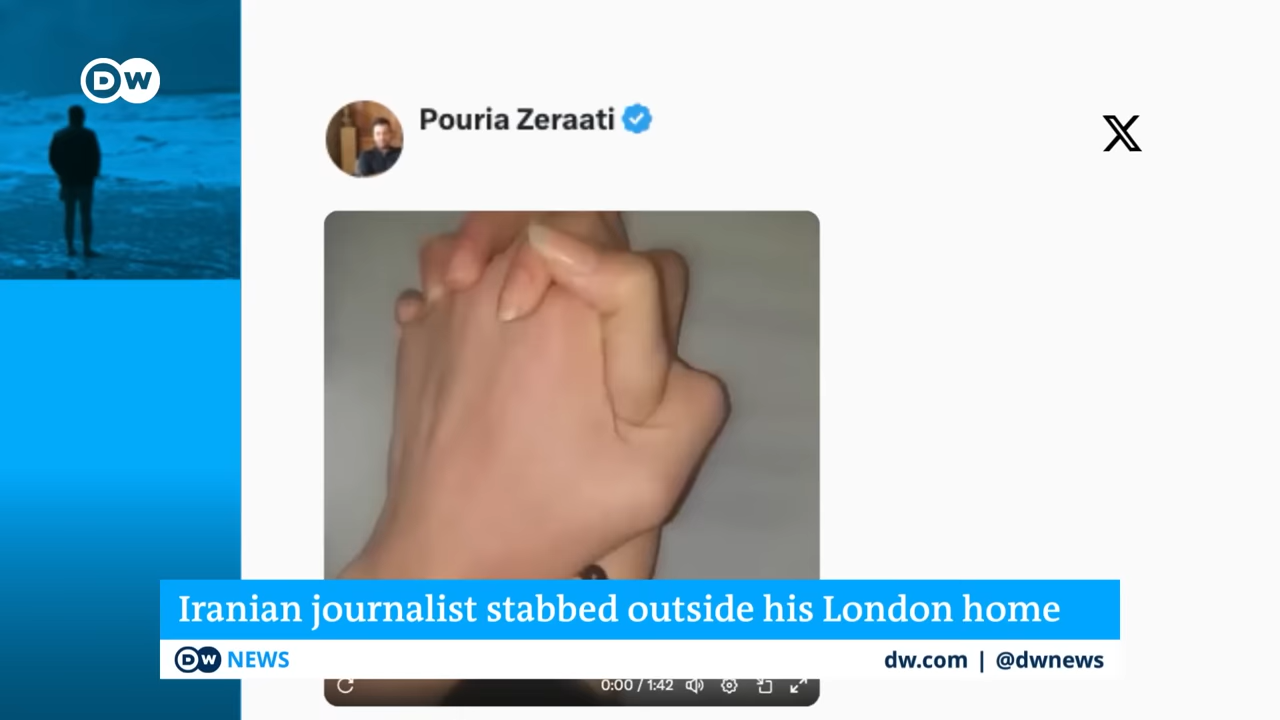 DW
Pouria Zeraati
Iranian journalist stabbed outside his London home
DW NEWS
dw.com | @dwnews
0:00 / 1:42